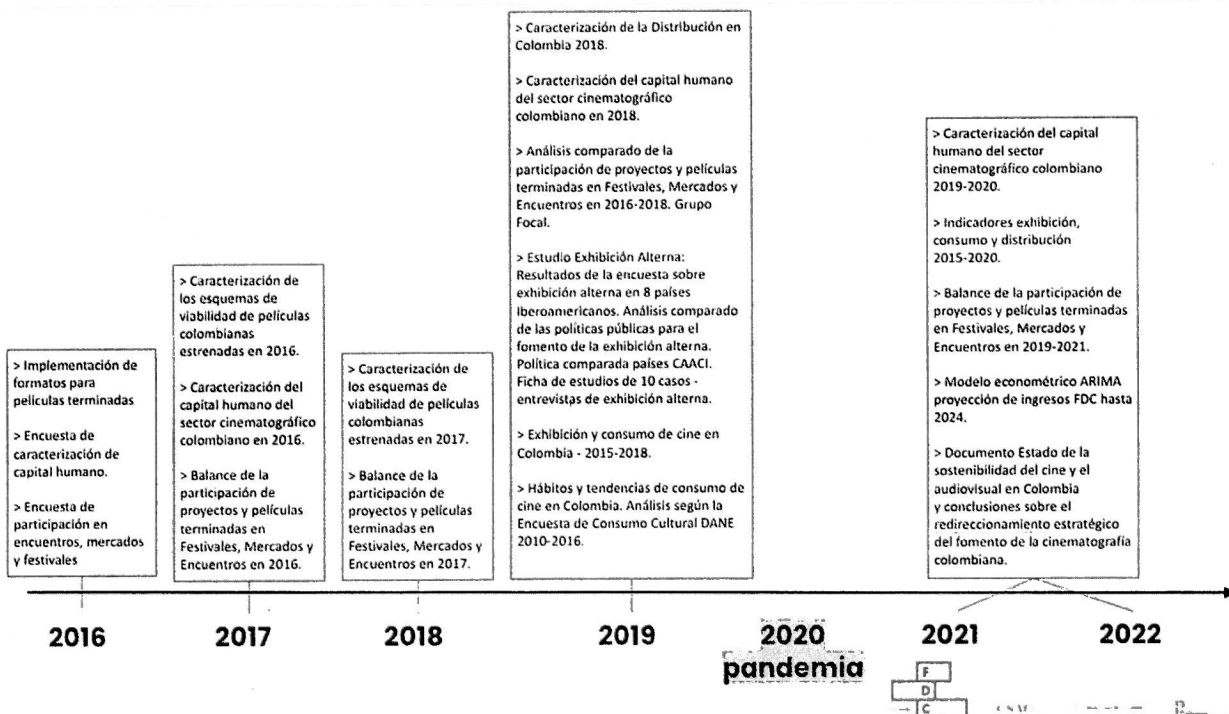 > Implementación de
formatos para
películas terminadas
> Encuesta de
caracterización de
capital humano.
> Encuesta de
participación en
encuentros, mercados
y festivales
> Caracterización de
los esquemas de
viabilidad de películas
colombianas
estrenadas en 2016.
> Caracterización del
capital humano del
sector cinematográfico
colombiano en 2016.
> Balance de la
participación de
proyectos y películas
terminadas en
Festivales, Mercados y
Encuentros en 2016.
> Caracterización de
los esquemas de
viabilidad de películas
colombianas
estrenadas en 2017.
> Balance de la
participación de
proyectos y películas
terminadas en
Festivales, Mercados y
Encuentros en 2017.
> Caracterización de la Distribución en
Colombia 2018.
> Caracterización del capital humano
del sector cinematográfico
colombiano en 2018.
> Análisis comparado de la
participación de proyectos y películas
terminadas en Festivales, Mercados y
Encuentros en 2016-2018. Grupo
Focal.
> Estudio Exhibición Alterna:
Resultados de la encuesta sobre
exhibición alterna en 8 países
Iberoamericanos. Análisis comparado
de las políticas públicas para el
fomento de la exhibición alterna.
Política comparada países CAACI.
Ficha de estudios de 10 casos -
entrevistas de exhibición alterna.
> Exhibición y consumo de cine en
Colombia - 2015-2018.
> Hábitos y tendencias de consumo de
cine en Colombia. Análisis según la
Encuesta de Consumo Cultural DANE
2010-2016.
> Caracterización del capital
humano del sector
cinematográfico colombiano
2019-2020.
> Indicadores exhibición,
consumo y distribución
2015-2020.
> Balance de la participación de
proyectos y películas terminadas
en Festivales, Mercados y
Encuentros en 2019-2021.
> Modelo econométrico ARIMA
proyección de ingresos FDC hasta
2024.
> Documento Estado de la
sostenibilidad del cine y el
audiovisual en Colombia
y conclusiones sobre el
redireccionamiento estratégico
del fomento de la cinematografía
colombiana.
2016
2017
2018
2019
2020
pandemia
2021
2022
F
D
→ C